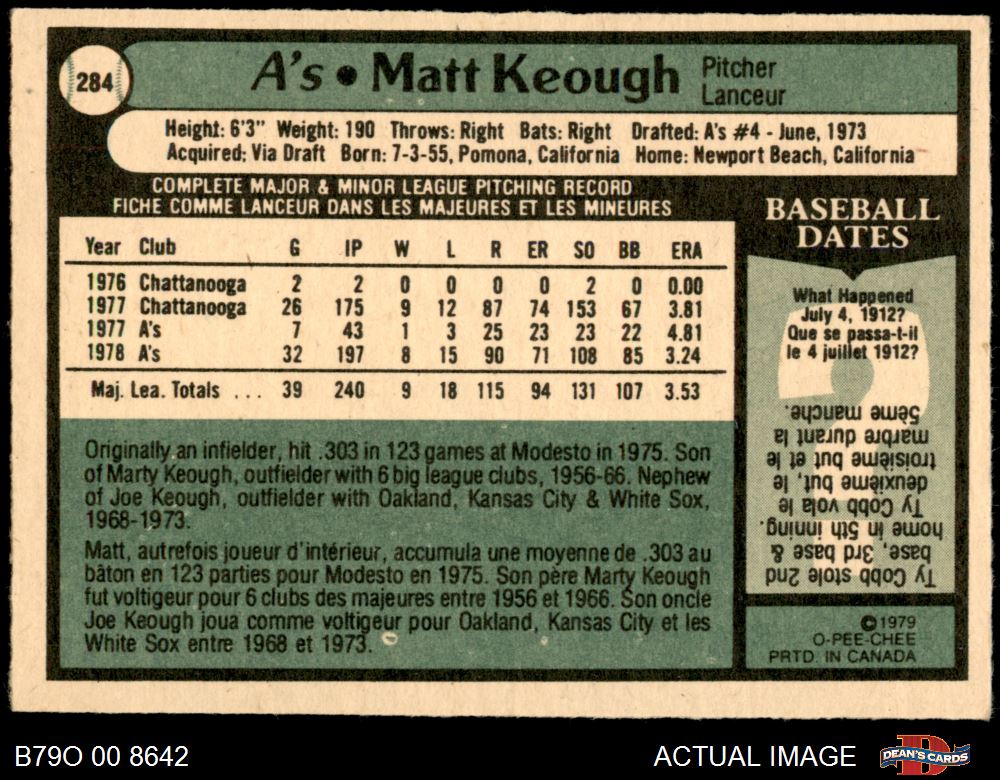 284
A's • Matt Keough Pitcher
Lanceur
Height: 6'3" Weight: 190 Throws: Right Bats: Right Drafted: A's #4 - June, 1973
Acquired: Via Draft Born: 7-3-55, Pomona, California Home: Newport Beach, California
COMPLETE MAJOR & MINOR LEAGUE PITCHING RECORD
FICHE COMME LANCEUR DANS LES MAJEURES ET LES MINEURES
Year Club G IP W L R ER SO BB ERA
1976 Chattanooga 2 2 0 0 0 0 2 0 0.00
1977 Chattanooga 26 175 9 12 87 74 153 67 3.81
1977 A's 7 43 1 3 25 23 23 22 4.81
1978 A's 32 197 8 15 90 71 108 85 3.24
Maj. Lea. Totals ... 39 240 9 18 115 94 131 107 3.53
Originally an infielder, hit .303 in 123 games at Modesto in 1975. Son
of Marty Keough, outfielder with 6 big league clubs, 1956-66. Nephew
of Joe Keough, outfielder with Oakland, Kansas City & White Sox,
1968-1973.
Matt, autrefois joueur d'intérieur, accumula une moyenne de .303 au
bâton en 123 parties pour Modesto en 1975. Son père Marty Keough
fut voltigeur pour 6 clubs des majeures entre 1956 et 1966. Son oncle
Joe Keough joua comme voltigeur pour Oakland, Kansas City et les
White Sox entre 1968 et 1973.
BASEBALL
DATES
What Happened
July 4, 1912?
Que se passa-t-il
le 4 juillet 1912?
Ty Cobb stole 2nd
base, 3rd base &
home in 5th inning.
Ty Cobb vola le
deuxième but, le
troisième but et le
marbre durant la
5ème manche.
©1979
O-PEE-CHEE
PRTD. IN CANADA
B79O 00 8642
ACTUAL IMAGE
DEAN'S CARDS